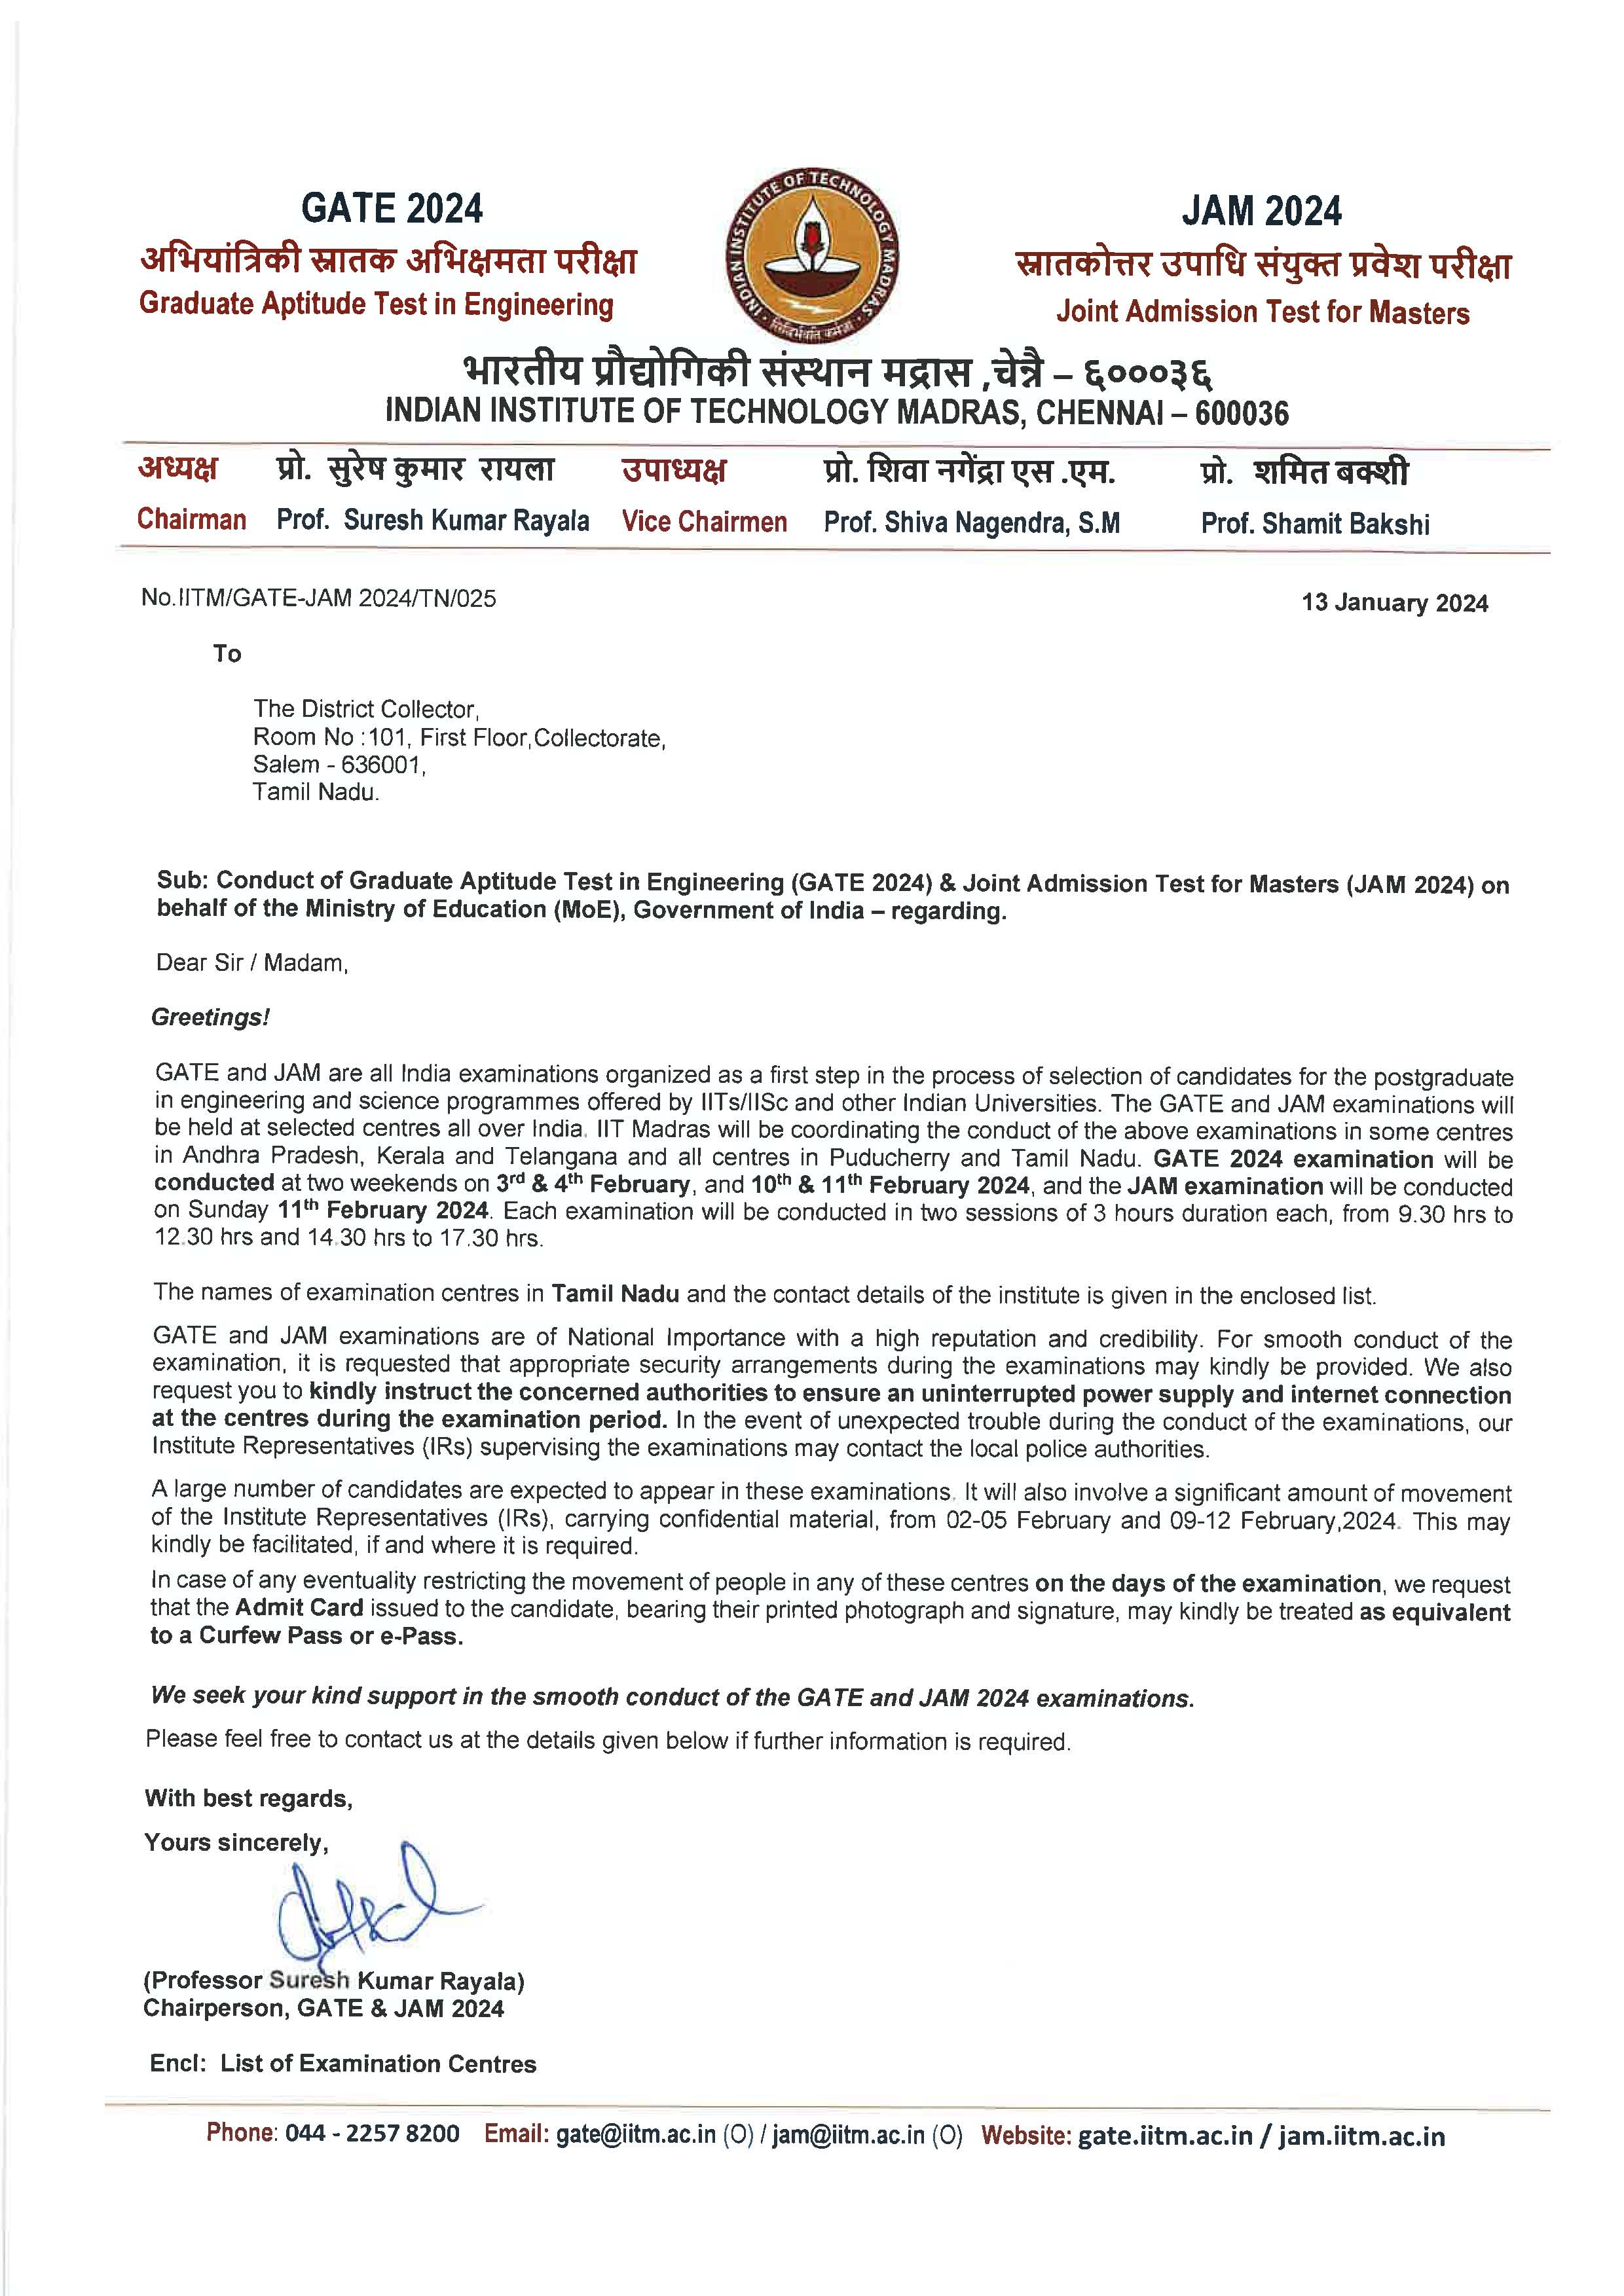 GATE 2024
अभियांत्रिकी स्नातक अभिक्षमता परीक्षा
Graduate Aptitude Test in Engineering
INDIAN INSTITUTE OF TECHNOLOGY MADRAS
सिद्धिर्भवति कर्मजा
JAM 2024
स्नातकोत्तर उपाधि संयुक्त प्रवेश परीक्षा
Joint Admission Test for Masters
भारतीय प्रौद्योगिकी संस्थान मद्रास ,चेन्नै – ६०००३६
INDIAN INSTITUTE OF TECHNOLOGY MADRAS, CHENNAI – 600036
अध्यक्ष प्रो. सुरेष कुमार रायला उपाध्यक्ष प्रो. शिवा नगेंद्रा एस .एम. प्रो. शमित बक्शी
Chairman Prof. Suresh Kumar Rayala Vice Chairmen Prof. Shiva Nagendra, S.M Prof. Shamit Bakshi
No.IITM/GATE-JAM 2024/TN/025 13 January 2024
To
The District Collector,
Room No :101, First Floor,Collectorate,
Salem - 636001,
Tamil Nadu.
Sub: Conduct of Graduate Aptitude Test in Engineering (GATE 2024) & Joint Admission Test for Masters (JAM 2024) on
behalf of the Ministry of Education (MoE), Government of India – regarding.
Dear Sir / Madam,
Greetings!
GATE and JAM are all India examinations organized as a first step in the process of selection of candidates for the postgraduate
in engineering and science programmes offered by IITs/IISc and other Indian Universities. The GATE and JAM examinations will
be held at selected centres all over India. IIT Madras will be coordinating the conduct of the above examinations in some centres
in Andhra Pradesh, Kerala and Telangana and all centres in Puducherry and Tamil Nadu. GATE 2024 examination will be
conducted at two weekends on 3rd & 4th February, and 10th & 11th February 2024, and the JAM examination will be conducted
on Sunday 11th February 2024. Each examination will be conducted in two sessions of 3 hours duration each, from 9.30 hrs to
12.30 hrs and 14.30 hrs to 17.30 hrs.
The names of examination centres in Tamil Nadu and the contact details of the institute is given in the enclosed list.
GATE and JAM examinations are of National Importance with a high reputation and credibility. For smooth conduct of the
examination, it is requested that appropriate security arrangements during the examinations may kindly be provided. We also
request you to kindly instruct the concerned authorities to ensure an uninterrupted power supply and internet connection
at the centres during the examination period. In the event of unexpected trouble during the conduct of the examinations, our
Institute Representatives (IRs) supervising the examinations may contact the local police authorities.
A large number of candidates are expected to appear in these examinations. It will also involve a significant amount of movement
of the Institute Representatives (IRs), carrying confidential material, from 02-05 February and 09-12 February,2024. This may
kindly be facilitated, if and where it is required.
In case of any eventuality restricting the movement of people in any of these centres on the days of the examination, we request
that the Admit Card issued to the candidate, bearing their printed photograph and signature, may kindly be treated as equivalent
to a Curfew Pass or e-Pass.
We seek your kind support in the smooth conduct of the GATE and JAM 2024 examinations.
Please feel free to contact us at the details given below if further information is required.
With best regards,
Yours sincerely,
(Professor Suresh Kumar Rayala)
Chairperson, GATE & JAM 2024
Encl: List of Examination Centres
Phone: 044 - 2257 8200 Email: gate@iitm.ac.in (O) / jam@iitm.ac.in (O) Website: gate.iitm.ac.in / jam.iitm.ac.in